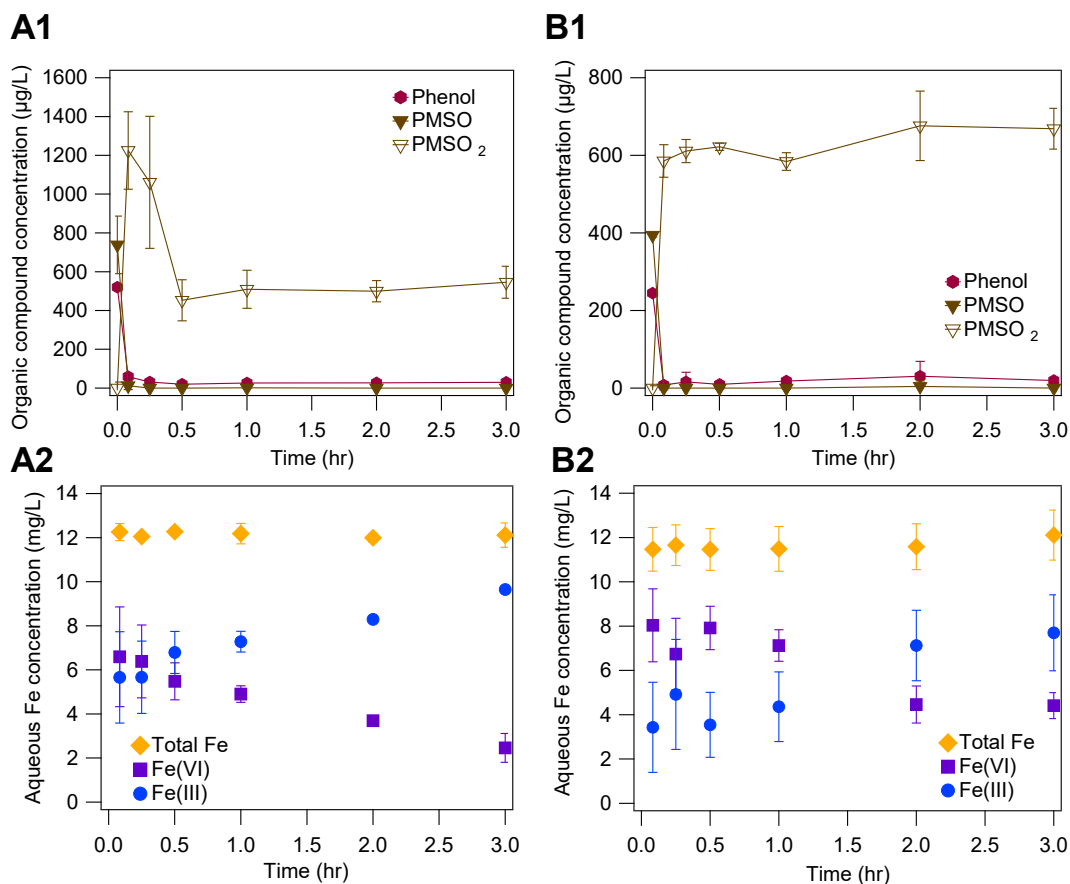 A1
Organic compound concentration (µg/L)
1600
1400
1200
1000
800
600
400
200
0
Phenol
PMSO
PMSO 2
0.0 0.5 1.0 1.5 2.0 2.5 3.0
Time (hr)
B1
Organic compound concentration (µg/L)
800
600
400
200
0
Phenol
PMSO
PMSO 2
0.0 0.5 1.0 1.5 2.0 2.5 3.0
Time (hr)
A2
Aqueous Fe concentration (mg/L)
14
12
10
8
6
4
2
0
Total Fe
Fe(VI)
Fe(III)
0.0 0.5 1.0 1.5 2.0 2.5 3.0
Time (hr)
B2
Aqueous Fe concentration (mg/L)
14
12
10
8
6
4
2
0
Total Fe
Fe(VI)
Fe(III)
0.0 0.5 1.0 1.5 2.0 2.5 3.0
Time (hr)